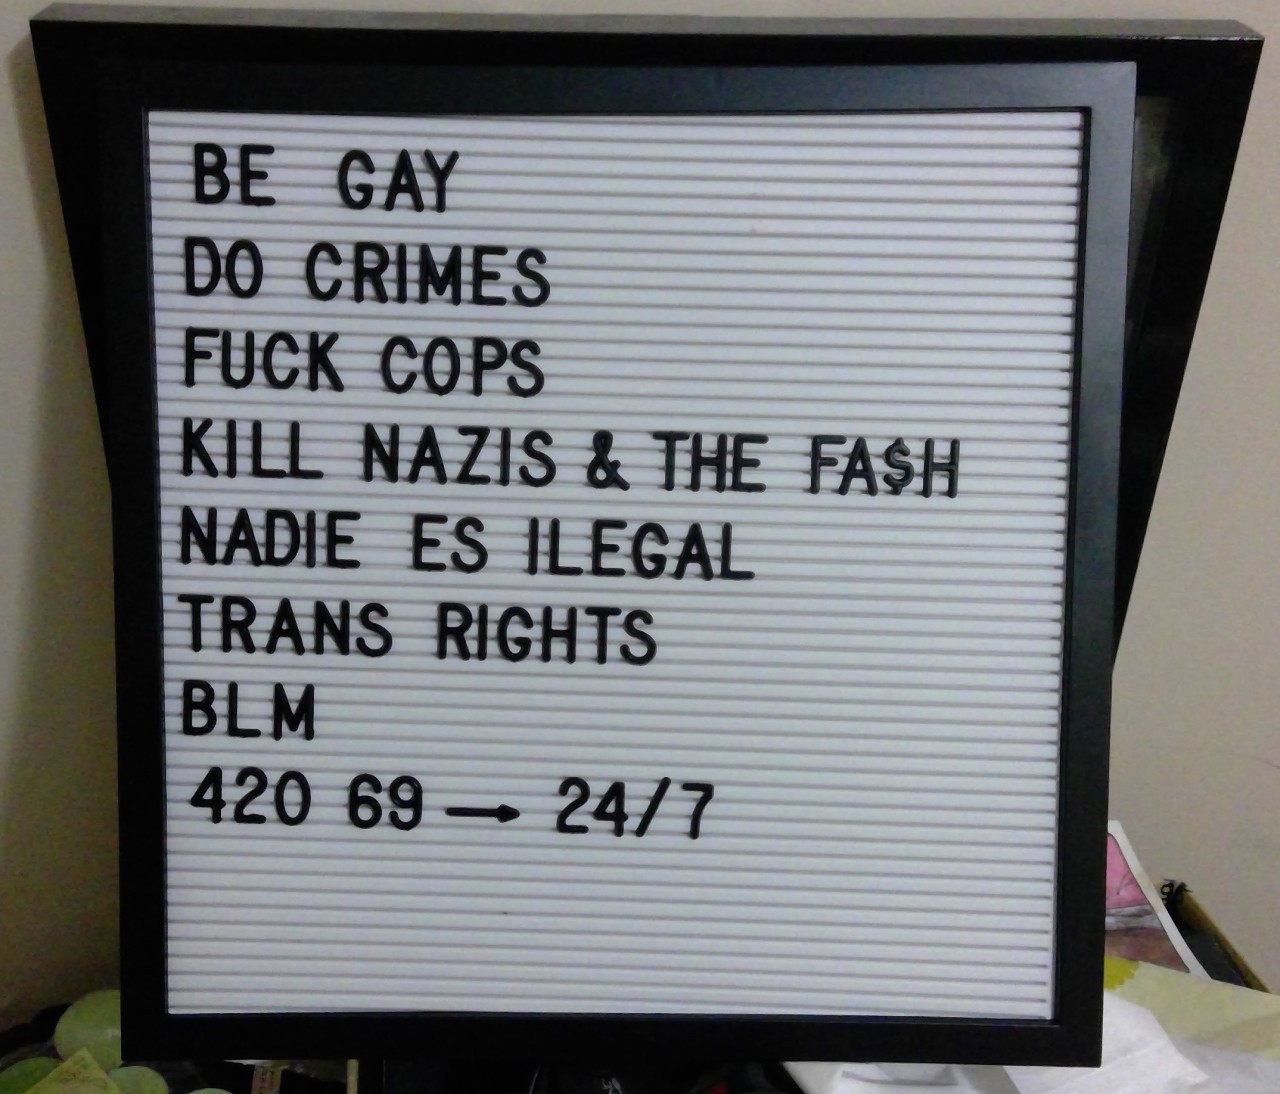 BE GAY
DO CRIMES
FUCK COPS
KILL NAZIS & THE FA$H
NADIE ES ILEGAL
TRANS RIGHTS
BLM
420 69 → 24/7